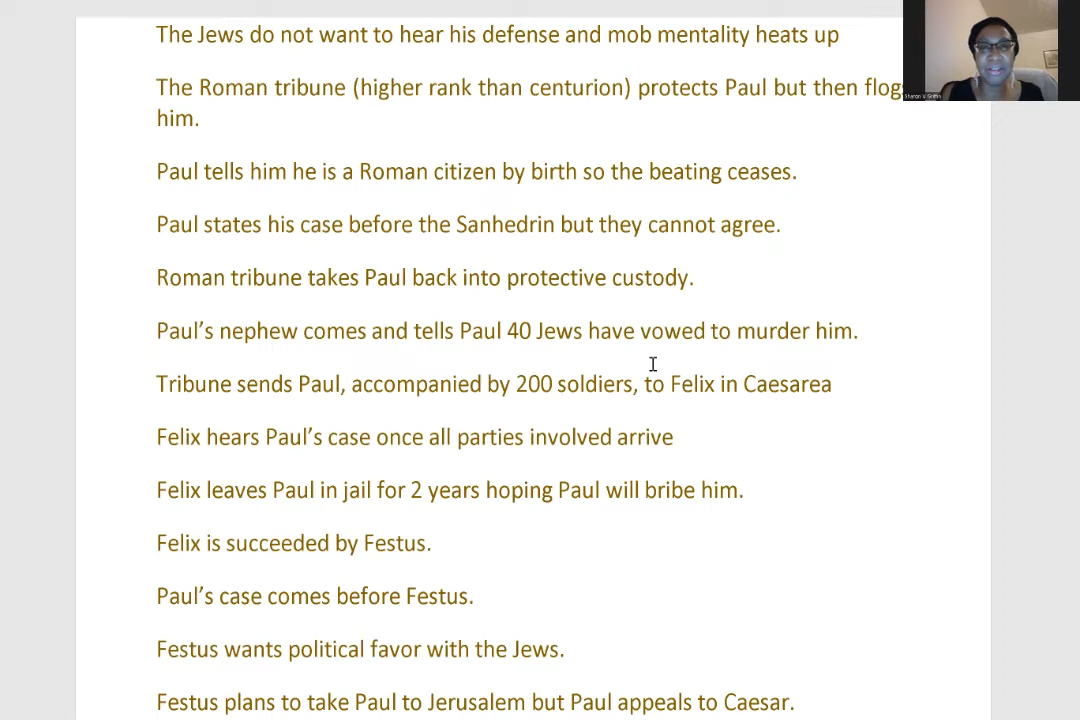 The Jews do not want to hear his defense and mob mentality heats up
The Roman tribune (higher rank than centurion) protects Paul but then flogs
him.
Paul tells him he is a Roman citizen by birth so the beating ceases.
Paul states his case before the Sanhedrin but they cannot agree.
Roman tribune takes Paul back into protective custody.
Paul’s nephew comes and tells Paul 40 Jews have vowed to murder him.
Tribune sends Paul, accompanied by 200 soldiers, to Felix in Caesarea
Felix hears Paul’s case once all parties involved arrive
Felix leaves Paul in jail for 2 years hoping Paul will bribe him.
Felix is succeeded by Festus.
Paul’s case comes before Festus.
Festus wants political favor with the Jews.
Festus plans to take Paul to Jerusalem but Paul appeals to Caesar.
Sharon V Griffin